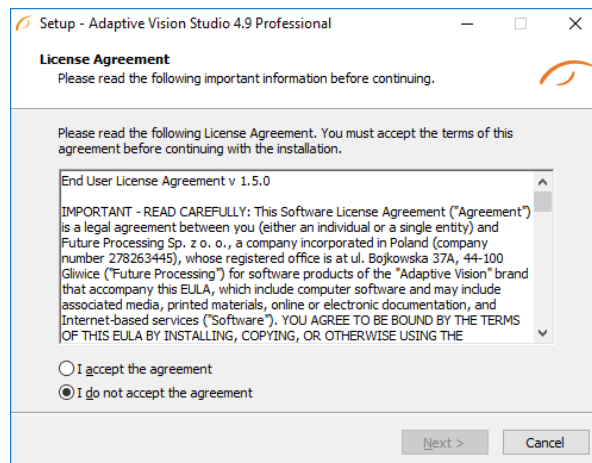 Setup - Adaptive Vision Studio 4.9 Professional
License Agreement
Please read the following important information before continuing.
Please read the following License Agreement. You must accept the terms of this
agreement before continuing with the installation.
End User License Agreement v 1.5.0
IMPORTANT - READ CAREFULLY: This Software License Agreement ("Agreement")
is a legal agreement between you (either an individual or a single entity) and
Future Processing Sp. z o. o., a company incorporated in Poland (company
number 278263445), whose registered office is at ul. Bojkowska 37A, 44-100
Gliwice ("Future Processing") for software products of the "Adaptive Vision" brand
that accompany this EULA, which include computer software and may include
associated media, printed materials, online or electronic documentation, and
Internet-based services ("Software"). YOU AGREE TO BE BOUND BY THE TERMS
OF THIS EULA BY INSTALLING, COPYING, OR OTHERWISE USING THE
I accept the agreement
I do not accept the agreement
Next >
Cancel